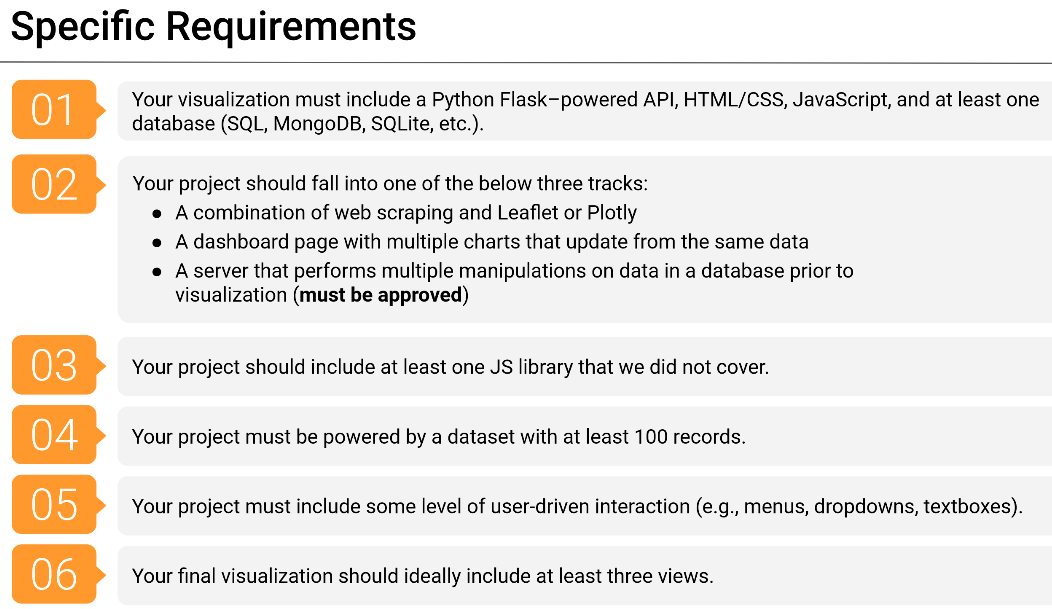 Specific Requirements
01
Your visualization must include a Python Flask–powered API, HTML/CSS, JavaScript, and at least one
database (SQL, MongoDB, SQLite, etc.).
02
Your project should fall into one of the below three tracks:
● A combination of web scraping and Leaflet or Plotly
● A dashboard page with multiple charts that update from the same data
● A server that performs multiple manipulations on data in a database prior to
visualization (must be approved)
03
Your project should include at least one JS library that we did not cover.
04
Your project must be powered by a dataset with at least 100 records.
05
Your project must include some level of user-driven interaction (e.g., menus, dropdowns, textboxes).
06
Your final visualization should ideally include at least three views.